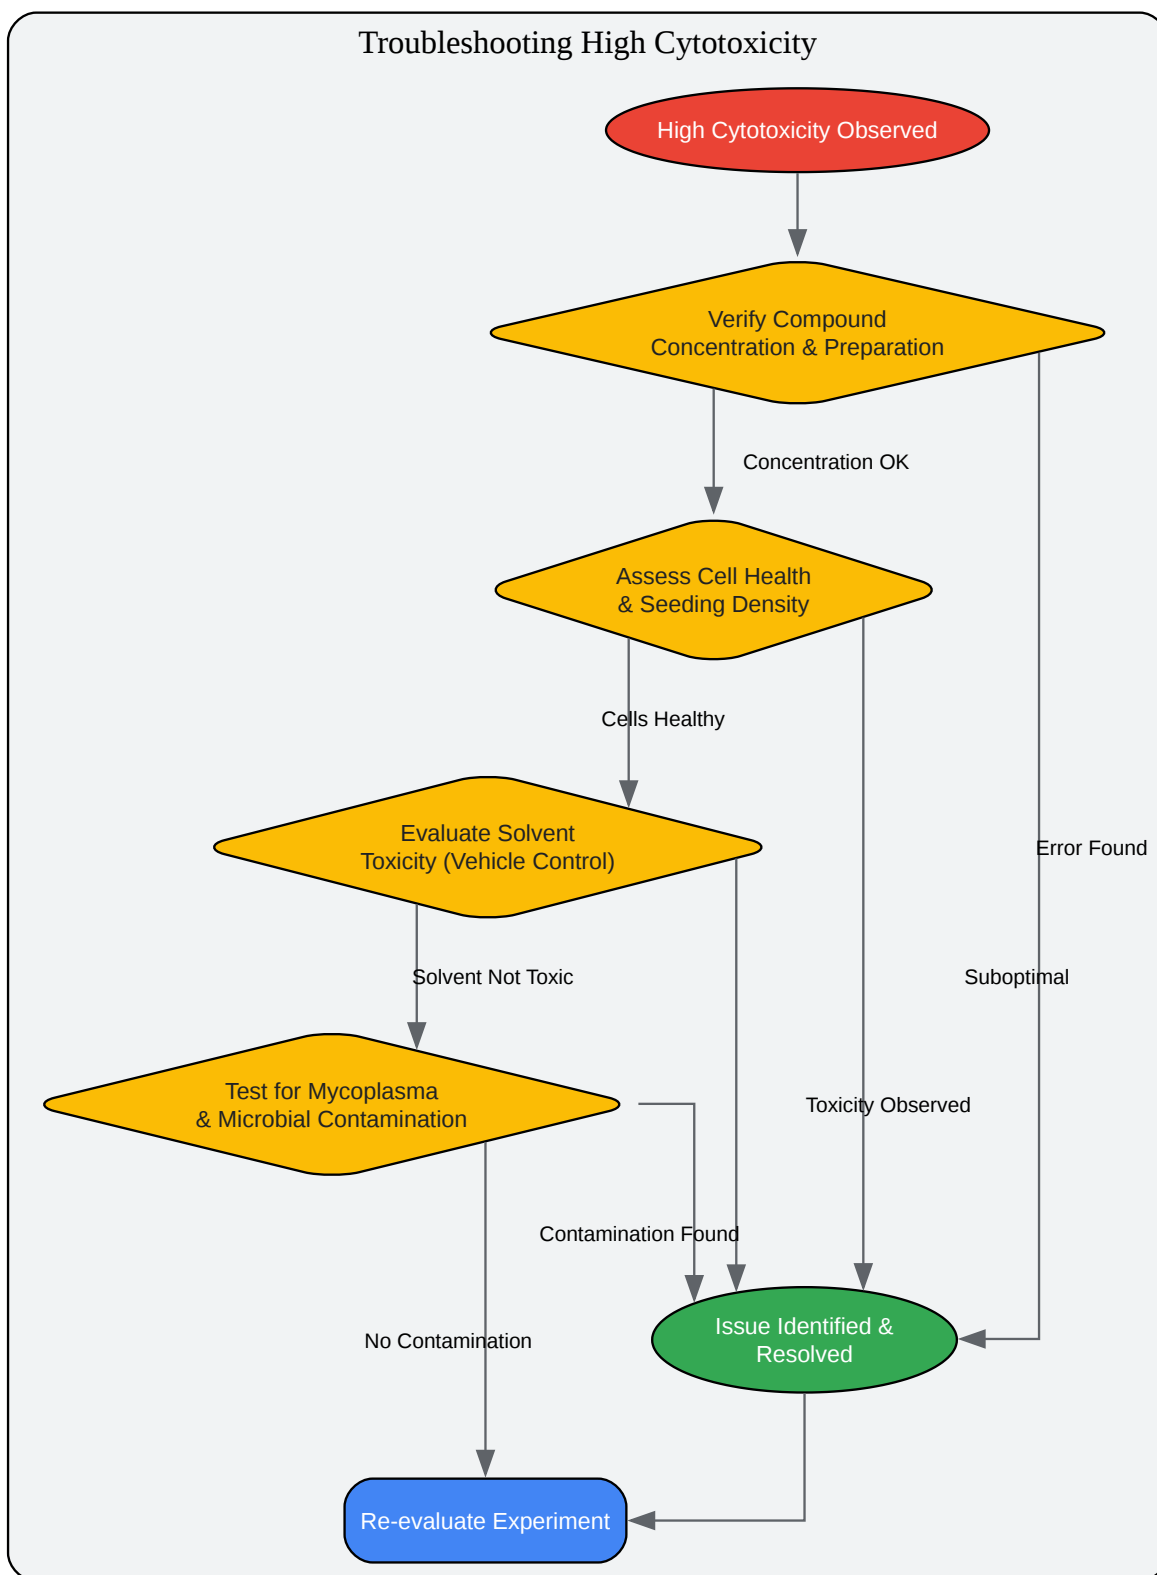 Troubleshooting High Cytotoxicity
High Cytotoxicity Observed
Verify Compound
Concentration & Preparation
Concentration OK
Assess Cell Health
& Seeding Density
Cells Healthy
Evaluate Solvent
Toxicity (Vehicle Control)
Error Found
Solvent Not Toxic
Suboptimal
Test for Mycoplasma
& Microbial Contamination
Toxicity Observed
Contamination Found
Issue Identified &
Resolved
No Contamination
Re-evaluate Experiment